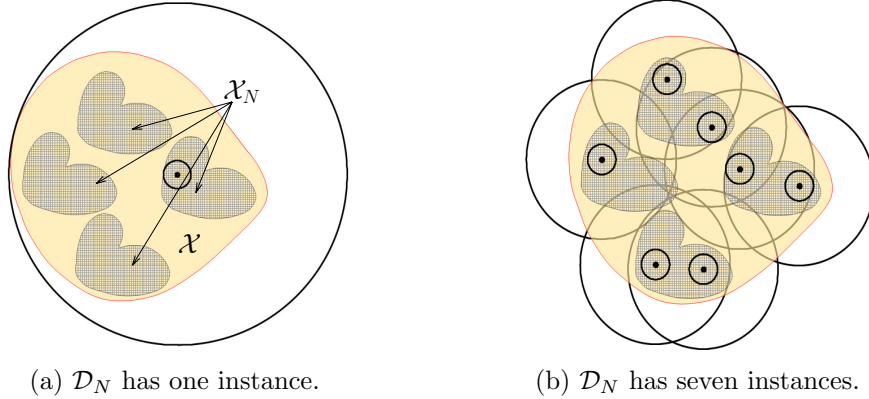 𝒳_N
𝒳
(a) 𝒟_N has one instance.
(b) 𝒟_N has seven instances.